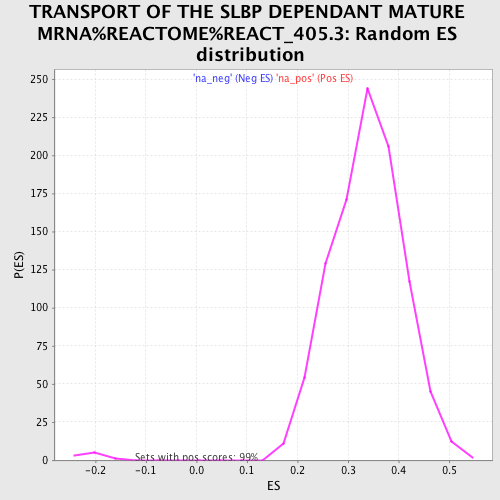 TRANSPORT OF THE SLBP DEPENDANT MATURE
MRNA%REACTOME%REACT_405.3: Random ES
distribution
'na_neg' (Neg ES) 'na_pos' (Pos ES)
250
225
200
175
150
125
100
75
50
25
0
P(ES)
Sets with pos scores: 99%
-0.2
-0.1
0.0
0.1
0.2
0.3
0.4
0.5
ES